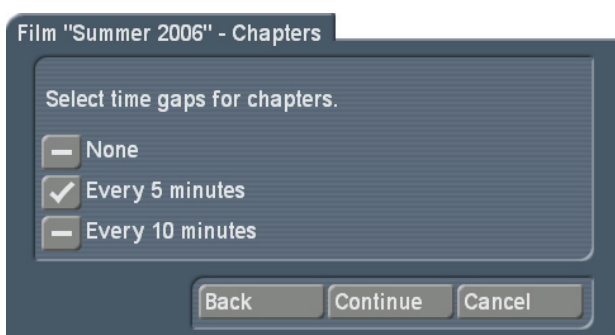 Film "Summer 2006" - Chapters
Select time gaps for chapters.
None
Every 5 minutes
Every 10 minutes
Back Continue Cancel